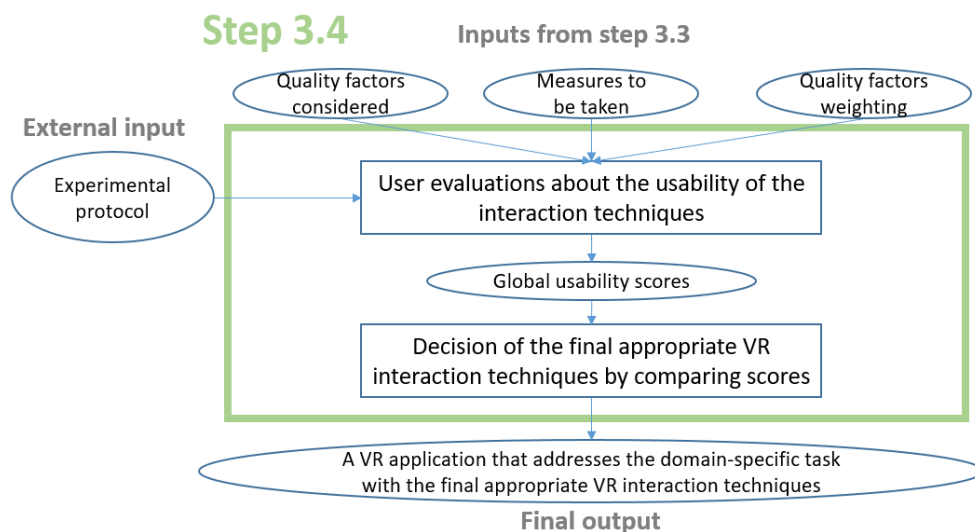 Step 3.4
Inputs from step 3.3
Quality factors
considered
Measures to
be taken
Quality factors
weighting
External input
Experimental
protocol
User evaluations about the usability of the
interaction techniques
Global usability scores
Decision of the final appropriate VR
interaction techniques by comparing scores
A VR application that addresses the domain-specific task
with the final appropriate VR interaction techniques
Final output